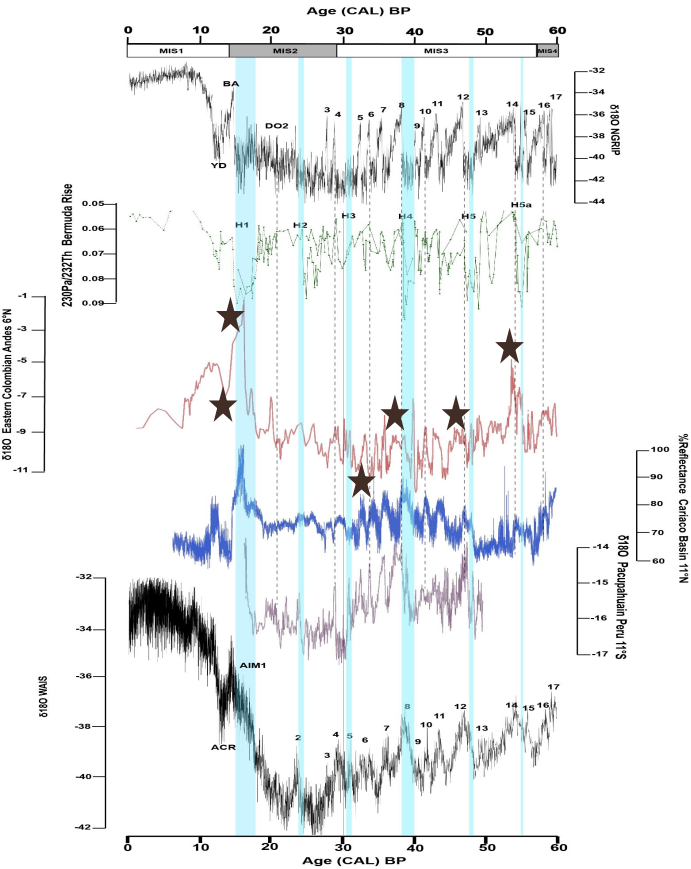 Age (CAL) BP
0 10 20 30 40 50 60
MIS1 MIS2 MIS3 MIS4
-32
-34
-36
-38
-40
-42
-44
δ18O NGRIP
BA
YD
DO2
3 4 5 6 7 8 9 10 11 12 13 14 15 16 17
0.05
0.06
0.07
0.08
0.09
230Pa/232Th Bermuda Rise
H1 H2 H3 H4 H5 H5a
-1
-3
-5
-7
-9
-11
δ18O Eastern Colombian Andes 6°N
100
90
80
70
60
%Reflectance Cariaco Basin 11°N
-14
-15
-16
-17
δ18O Pacupahuain Peru 11°S
-32
-34
-36
-38
-40
-42
δ18O WAIS
AIM1
ACR
2 3 4 5 6 7 8 9 10 11 12 13 14 15 16 17
0 10 20 30 40 50 60
Age (CAL) BP